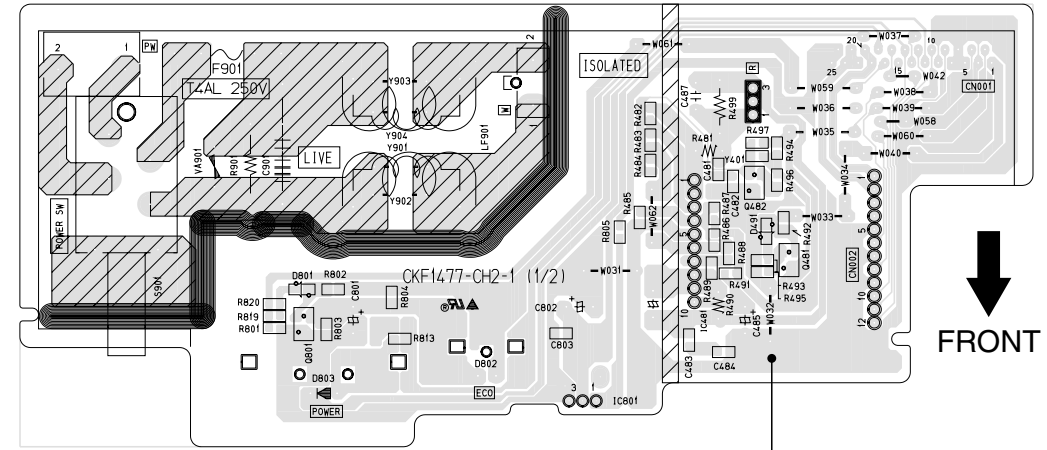 2
1
PW
F901
T4AL 250V
Y903
2
W
Y904
Y901
LF901
Y902
VA901
R901
C901
LIVE
POWER SW
S901
ISOLATED
W061
R
C487
R499
3
1
20
W037
10
25
15
W042
5
1
CN001
W059
W038
W036
W039
W058
W035
W060
W040
W034
R482
R483
R484
R481
C481
R497
Y401
R494
R496
C482
Q482
1
R485
R805
W062
5
R487
R486
R488
D491
R492
Q481
W033
1
5
CN002
10
12
W031
R489
R491
R493
R495
10
IC481
R490
C485
W032
C483
C484
D801
R802
C801
R804
CKF1477-CH2-1 (1/2)
R820
R819
R801
R803
Q801
R813
C802
C803
D802
D803
POWER
ECO
3
1
IC801
FRONT